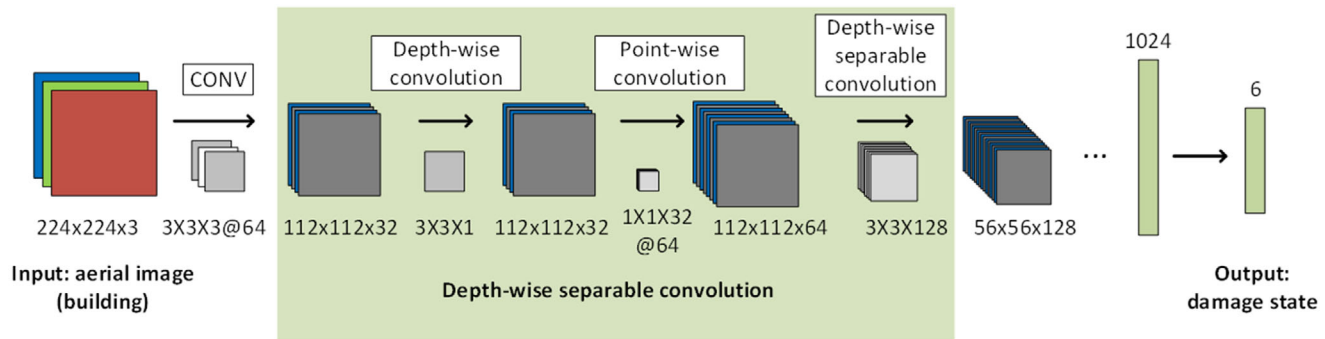 CONV
Depth-wise
convolution
Point-wise
convolution
Depth-wise
separable
convolution
1024
6
...
224x224x3
3X3X3@64
112x112x32
3X3X1
112x112x32
1X1X32
@64
112x112x64
3X3X128
56x56x128
Input: aerial image
(building)
Depth-wise separable convolution
Output:
damage state